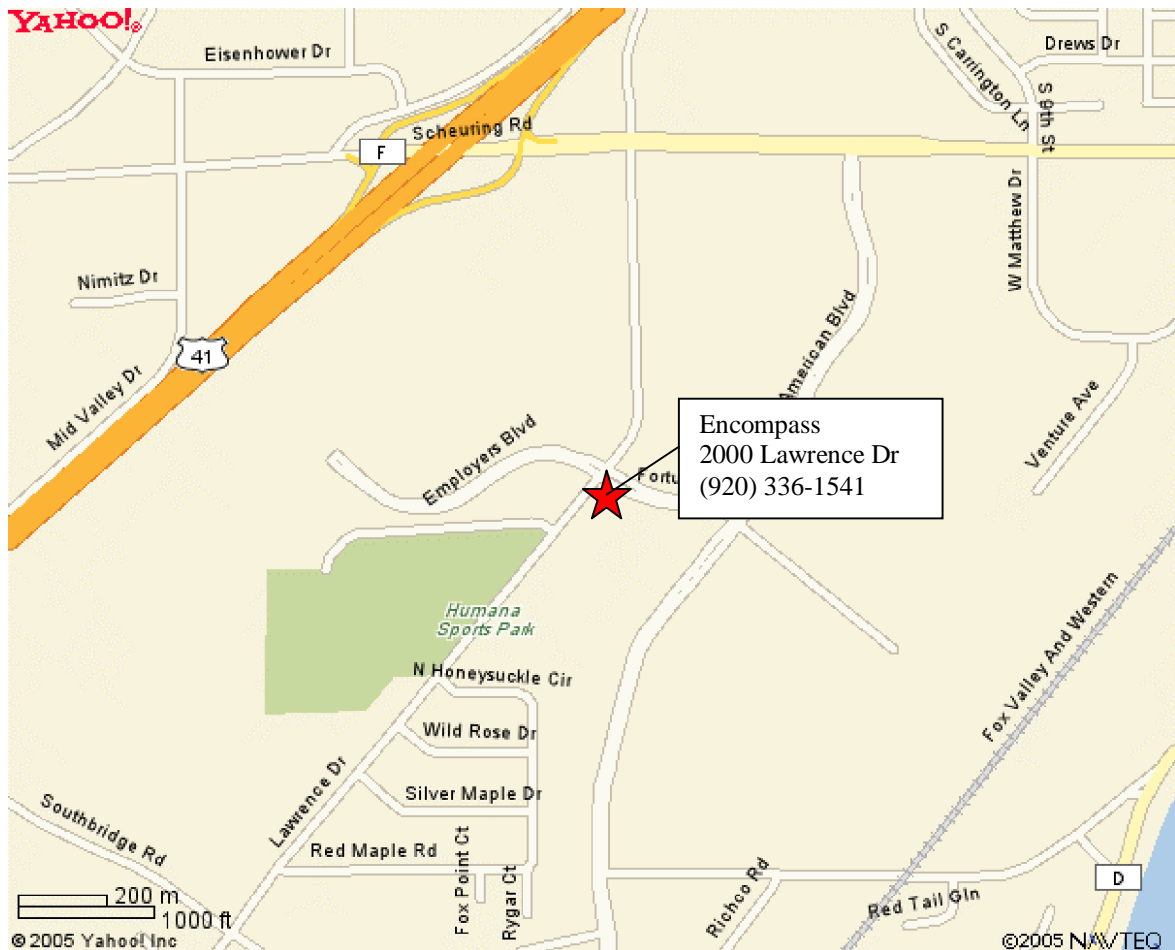 YAHOO!®
Eisenhower Dr
Drews Dr
S Carrington Ln
S 9th St
Scheuring Rd
F
W Matthew Dr
Nimitz Dr
41
Mid Valley Dr
American Blvd
Venture Ave
Employers Blvd
Encompass
2000 Lawrence Dr
(920) 336-1541
Humana
Sports Park
Fox Valley And Western
N Honeysuckle Cir
Wild Rose Dr
Lawrence Dr
Silver Maple Dr
Southbridge Rd
Red Maple Rd
Fox Point Ct
Rygar Ct
Richco Rd
D
Red Tail Gln
200 m
1000 ft
©2005 Yahoo! Inc
©2005 NAVTEQ